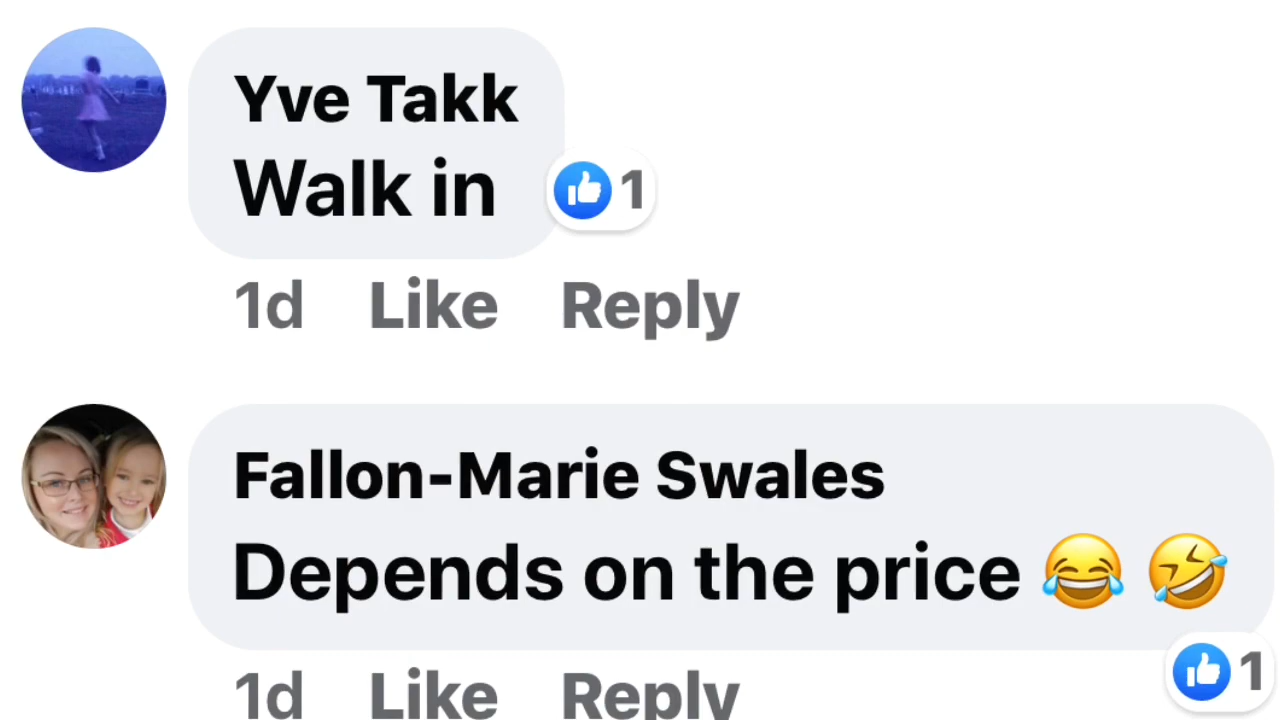 Yve Takk
Walk in
1
1d Like Reply
Fallon-Marie Swales
Depends on the price 😂 🤣
1
1d Like Reply